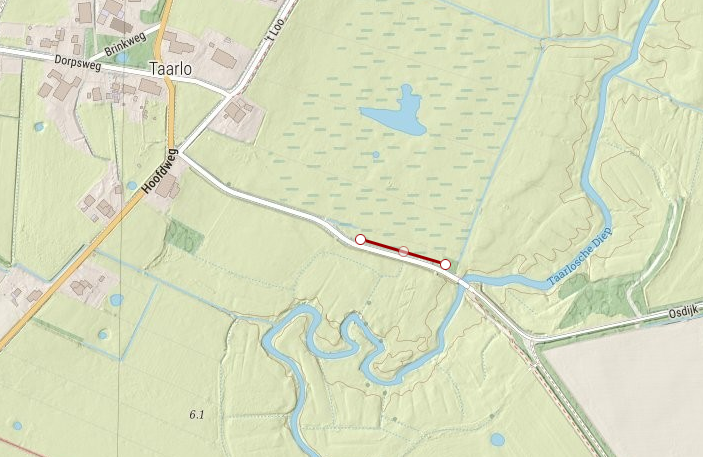 't Loo
Brinkweg
Dorpsweg
Taarlo
Hoofdweg
Taarlosche Diep
Osdijk
6.1